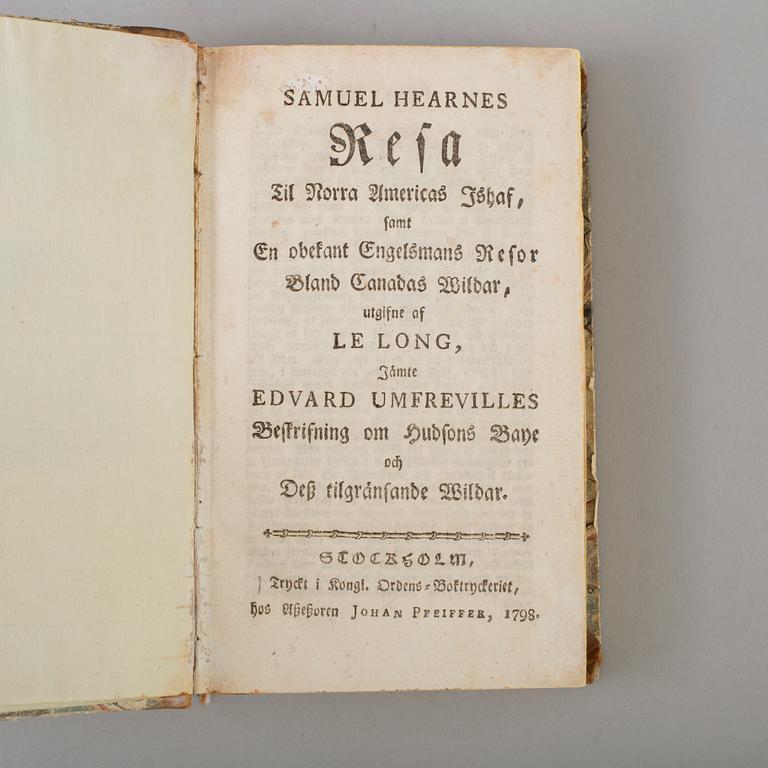 SAMUEL HEARNES
Resa
Til Norra Americas Ishaf,
samt
En obekant Engelsmans Resor
Bland Canadas Wildar,
utgifne af
LE LONG,
Jämte
EDVARD UMFREVILLES
Beskrifning om Hudsons Baye
och
Deß tilgränsande Wildar.
STOCKHOLM,
Tryckt i Kongl. Ordens-Boktryckeriet,
hos Aßeßoren JOHAN PFEIFFER, 1798.